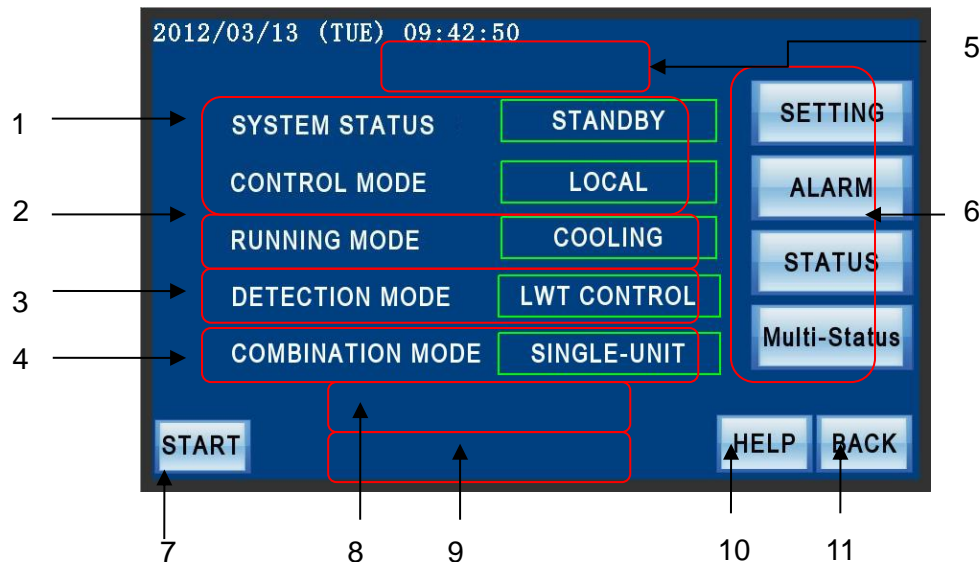 2012/03/13 (TUE) 09:42:50
5
1
SYSTEM STATUS STANDBY SETTING
CONTROL MODE LOCAL ALARM
2
6
RUNNING MODE COOLING
STATUS
3
DETECTION MODE LWT CONTROL
4
COMBINATION MODE SINGLE-UNIT Multi-Status
START HELP BACK
7 8 9 10 11